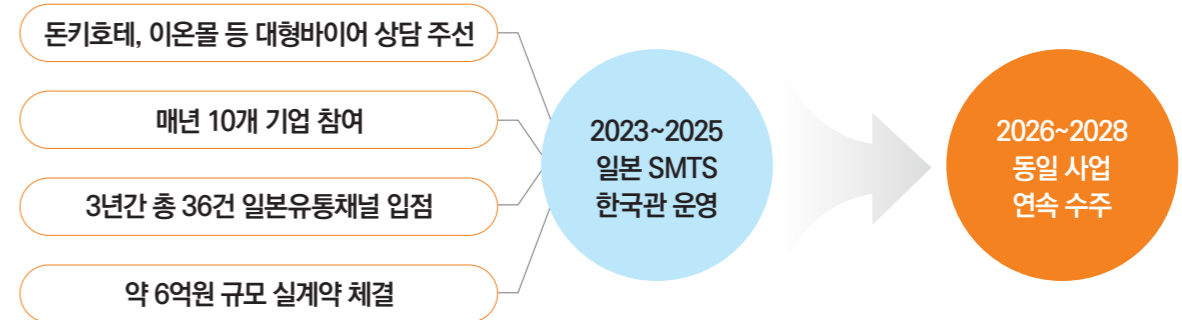 돈키호테, 이온몰 등 대형바이어 상담 주선
매년 10개 기업 참여
3년간 총 36건 일본유통채널 입점
약 6억원 규모 실계약 체결
2023~2025
일본 SMTS
한국관 운영
2026~2028
동일 사업
연속 수주